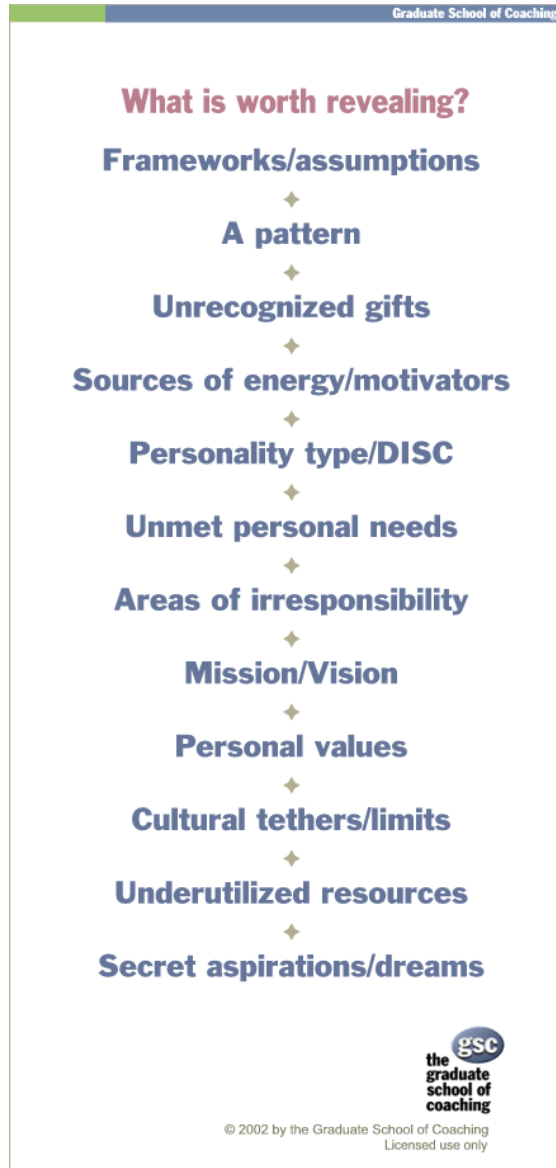 Graduate School of Coaching
What is worth revealing?
Frameworks/assumptions
A pattern
Unrecognized gifts
Sources of energy/motivators
Personality type/DISC
Unmet personal needs
Areas of irresponsibility
Mission/Vision
Personal values
Cultural tethers/limits
Underutilized resources
Secret aspirations/dreams
gsc
the
graduate
school of
coaching
© 2002 by the Graduate School of Coaching
Licensed use only